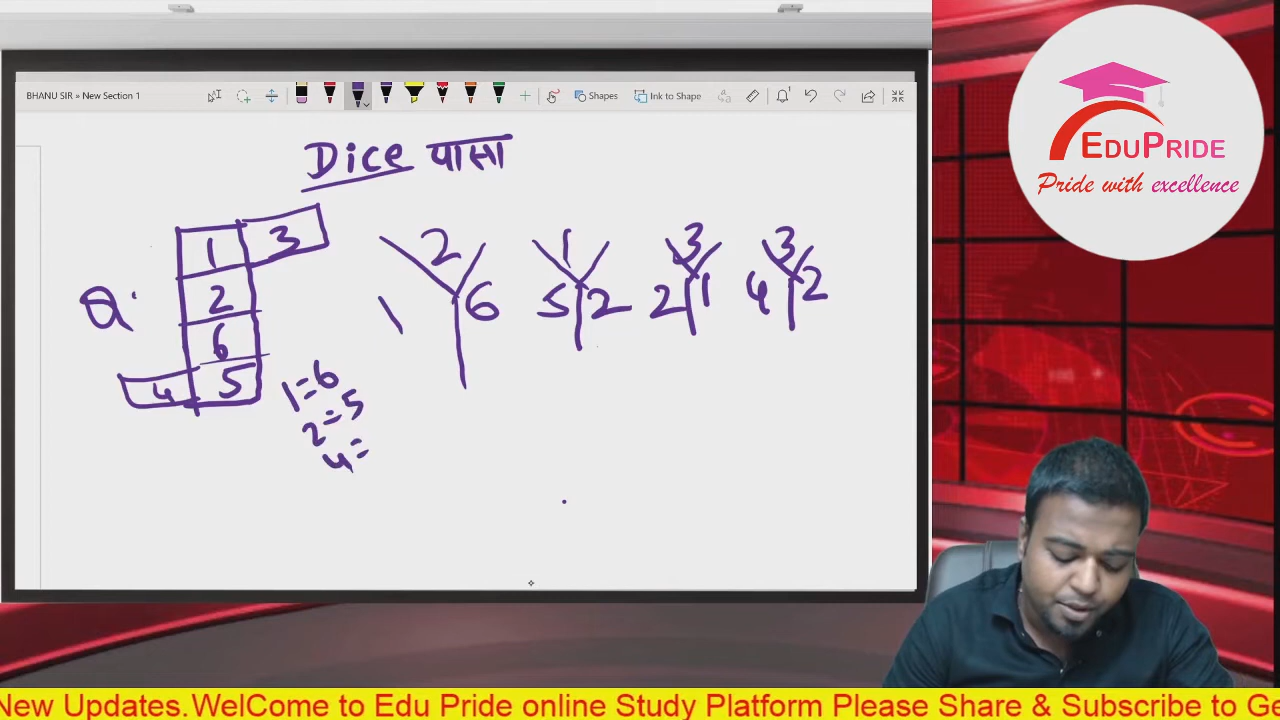 BHANU SIR » New Section 1
Shapes
Ink to Shape
EDUPRIDE
Pride with excellence
Dice पासा
Q.
1 3
2
6
4 5
1=6
2=5
4=
2
1 6
1
5 2
3
2 1
3
4 2
New Updates.WelCome to Edu Pride online Study Platform Please Share & Subscribe to Ge